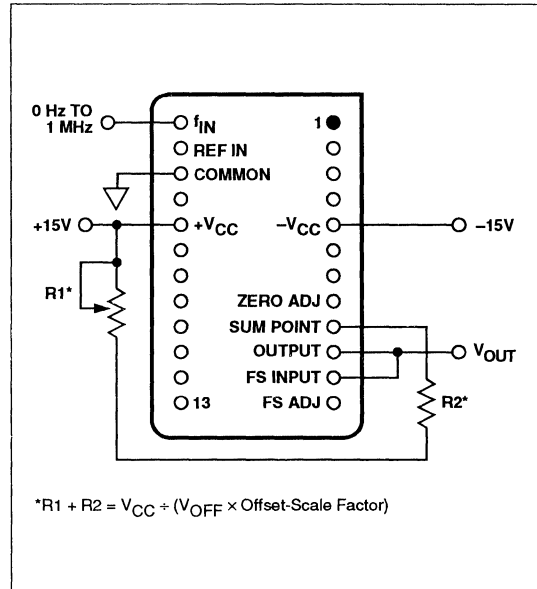 0 Hz TO
1 MHz
fIN
1
REF IN
COMMON
+15V
+VCC
−VCC
−15V
R1*
ZERO ADJ
SUM POINT
OUTPUT
VOUT
FS INPUT
13
FS ADJ
R2*
*R1 + R2 = VCC ÷ (VOFF × Offset-Scale Factor)